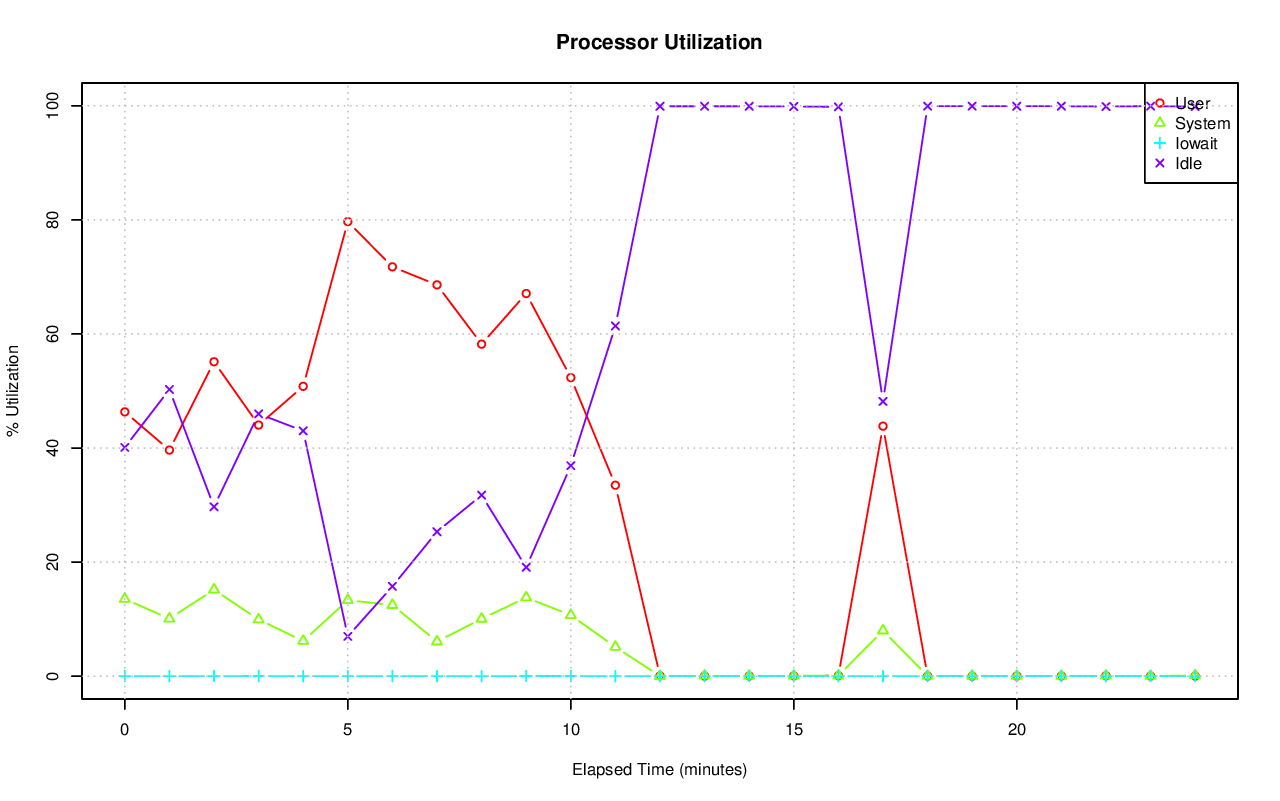 Processor Utilization
% Utilization
100
80
60
40
20
0
User
System
Iowait
Idle
0 5 10 15 20
Elapsed Time (minutes)